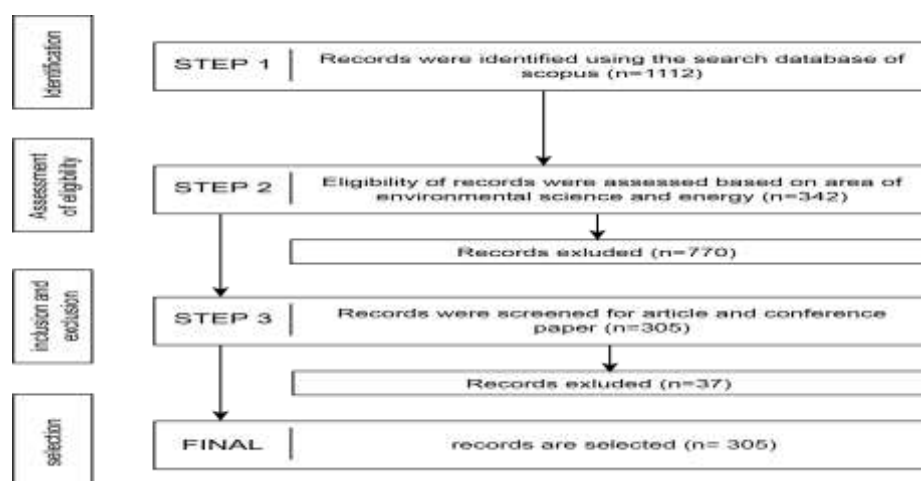 Identification
STEP 1
Records were identified using the search database of
scopus (n=1112)
Assessment
of eligibility
STEP 2
Eligibility of records were assessed based on area of
environmental science and energy (n=342)
Records exluded (n=770)
inclusion and
exclusion
STEP 3
Records were screened for article and conference
paper (n=305)
Records exluded (n=37)
selection
FINAL
records are selected (n= 305)